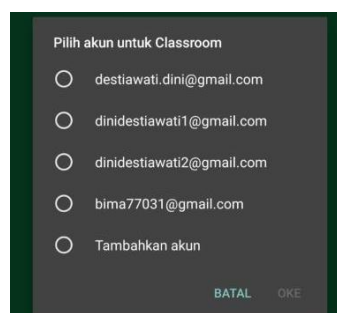 Pilih akun untuk Classroom
destiawati.dini@gmail.com
dinidestiawati1@gmail.com
dinidestiawati2@gmail.com
bima77031@gmail.com
Tambahkan akun
BATAL OKE